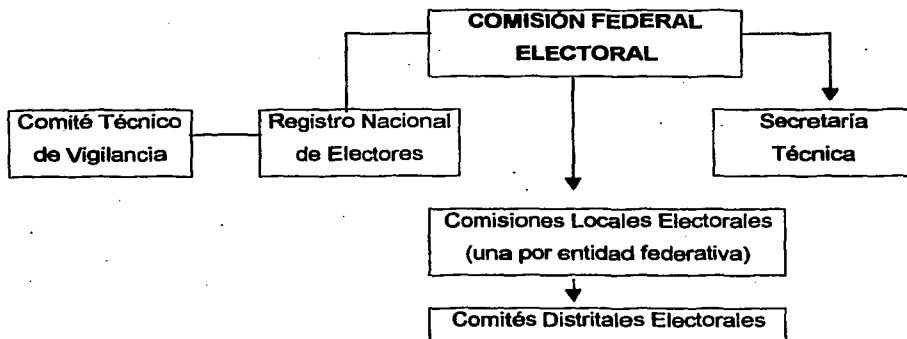 COMISIÓN FEDERAL
ELECTORAL
Comité Técnico
de Vigilancia
Registro Nacional
de Electores
Secretaría
Técnica
Comisiones Locales Electorales
(una por entidad federativa)
Comités Distritales Electorales